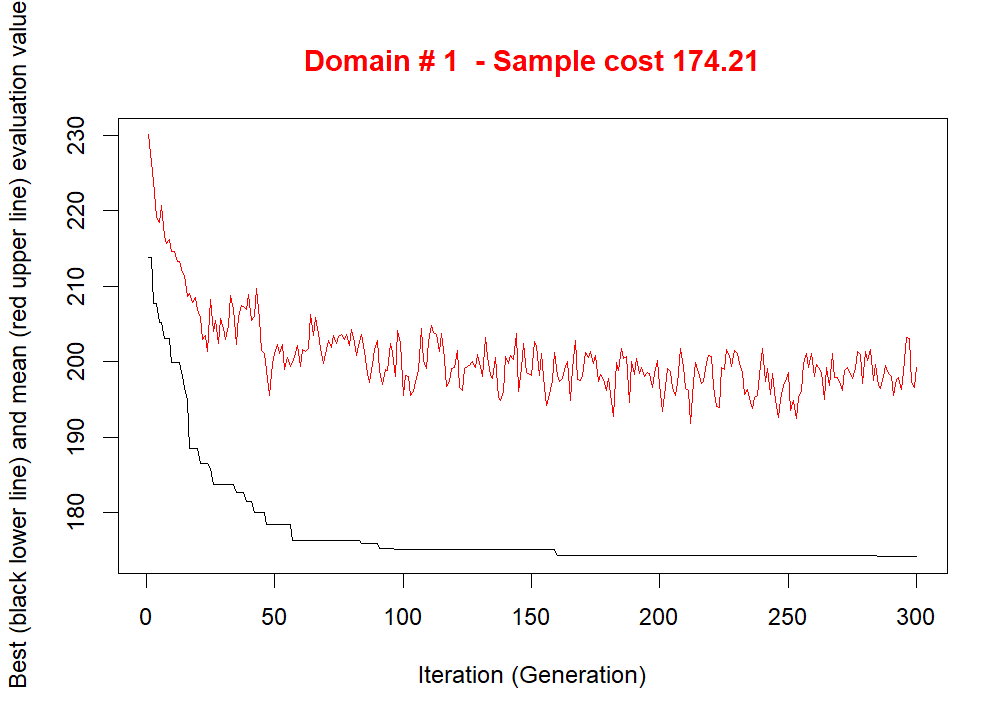 Domain # 1  - Sample cost 174.21
Best (black lower line) and mean (red upper line) evaluation value
230
220
210
200
190
180
0 50 100 150 200 250 300
Iteration (Generation)